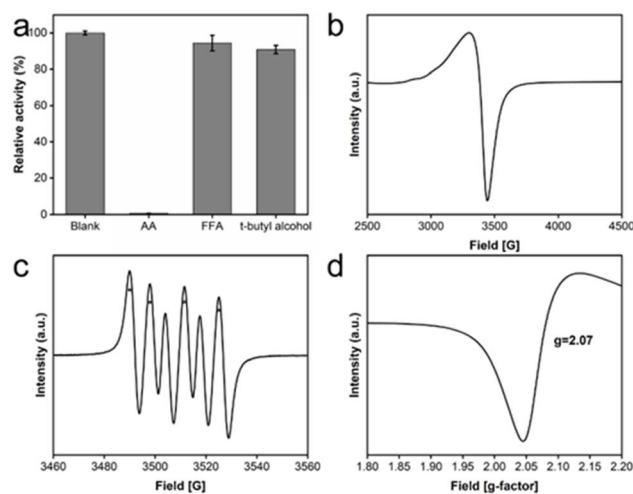 a
Relative activity (%)
100
80
60
40
20
0
Blank
AA
FFA
t-butyl alcohol
b
Intensity (a.u.)
2500
3000
3500
4000
4500
Field [G]
c
Intensity (a.u.)
3460
3480
3500
3520
3540
3560
Field [G]
d
Intensity (a.u.)
g=2.07
1.80
1.85
1.90
1.95
2.00
2.05
2.10
2.15
2.20
Field [g-factor]